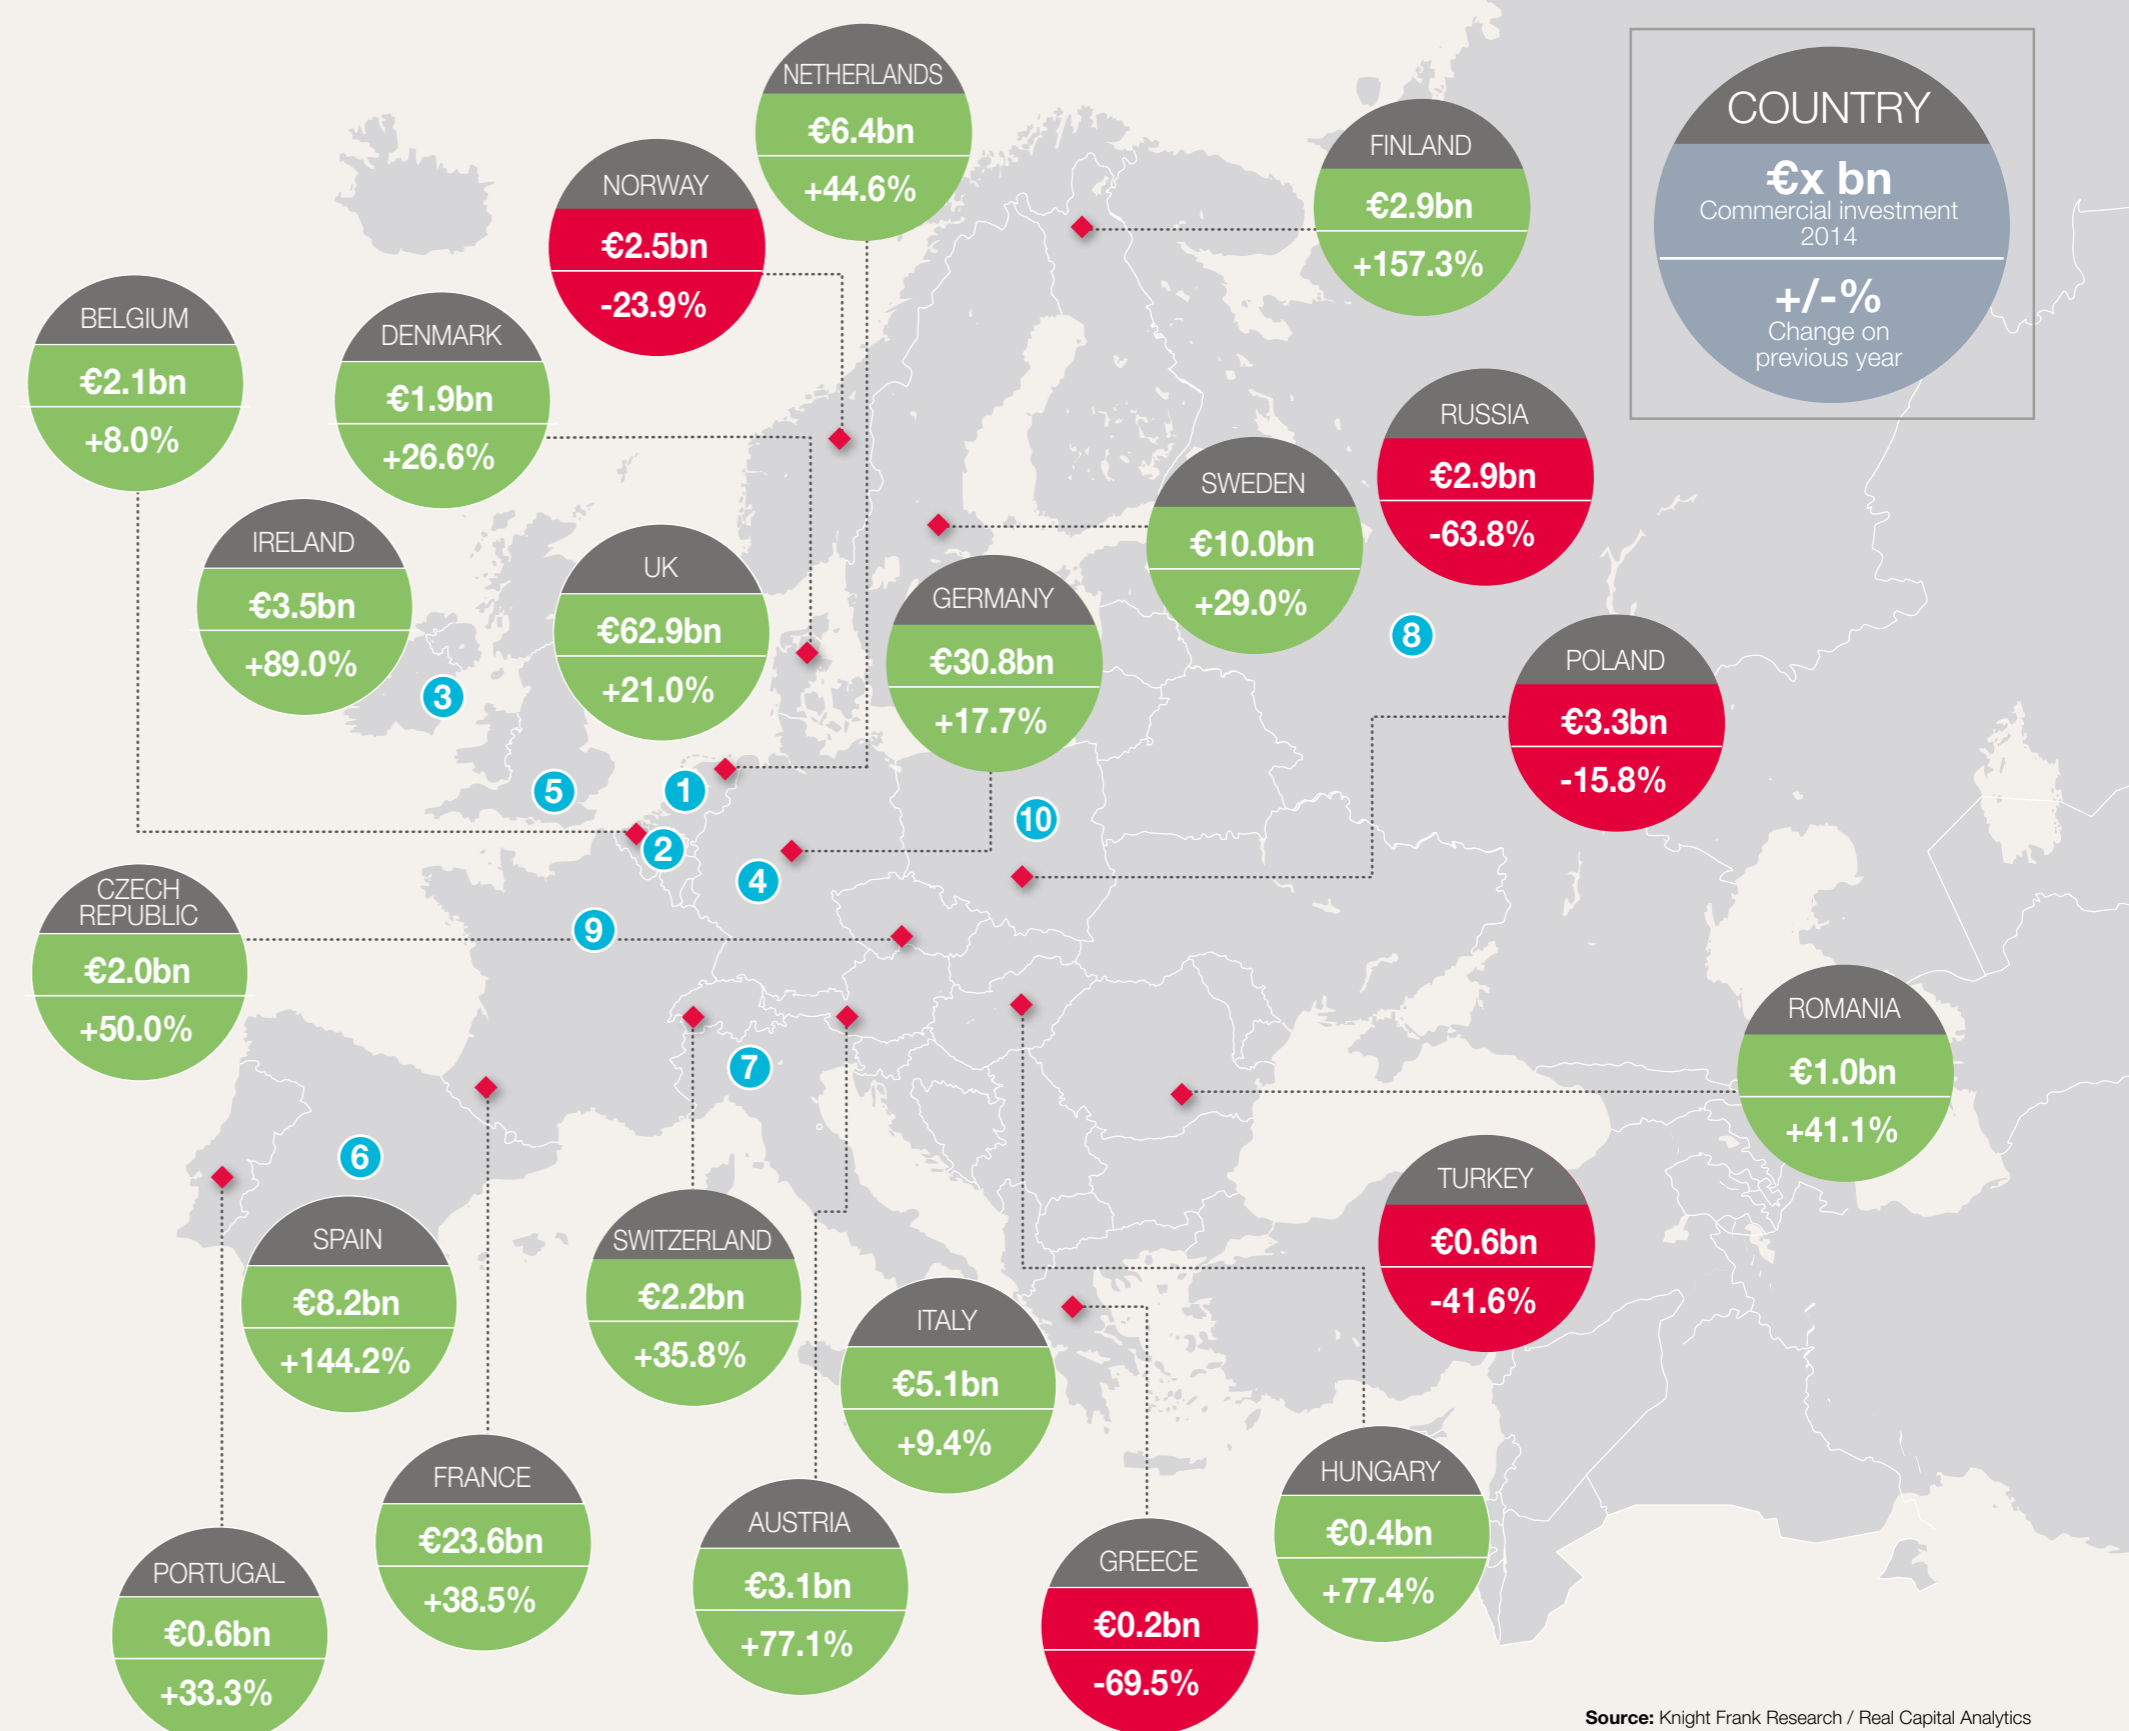 NETHERLANDS
€6.4bn
+44.6%
COUNTRY
€x bn
Commercial investment
2014
+/-%
Change on
previous year
FINLAND
€2.9bn
+157.3%
NORWAY
€2.5bn
-23.9%
BELGIUM
€2.1bn
+8.0%
DENMARK
€1.9bn
+26.6%
RUSSIA
€2.9bn
-63.8%
SWEDEN
€10.0bn
+29.0%
IRELAND
€3.5bn
+89.0%
UK
€62.9bn
+21.0%
GERMANY
€30.8bn
+17.7%
8
POLAND
€3.3bn
-15.8%
3
5
1
10
2
4
9
CZECH
REPUBLIC
€2.0bn
+50.0%
7
ROMANIA
€1.0bn
+41.1%
6
SPAIN
€8.2bn
+144.2%
SWITZERLAND
€2.2bn
+35.8%
TURKEY
€0.6bn
-41.6%
ITALY
€5.1bn
+9.4%
FRANCE
€23.6bn
+38.5%
HUNGARY
€0.4bn
+77.4%
AUSTRIA
€3.1bn
+77.1%
GREECE
€0.2bn
-69.5%
PORTUGAL
€0.6bn
+33.3%
Source: Knight Frank Research / Real Capital Analytics